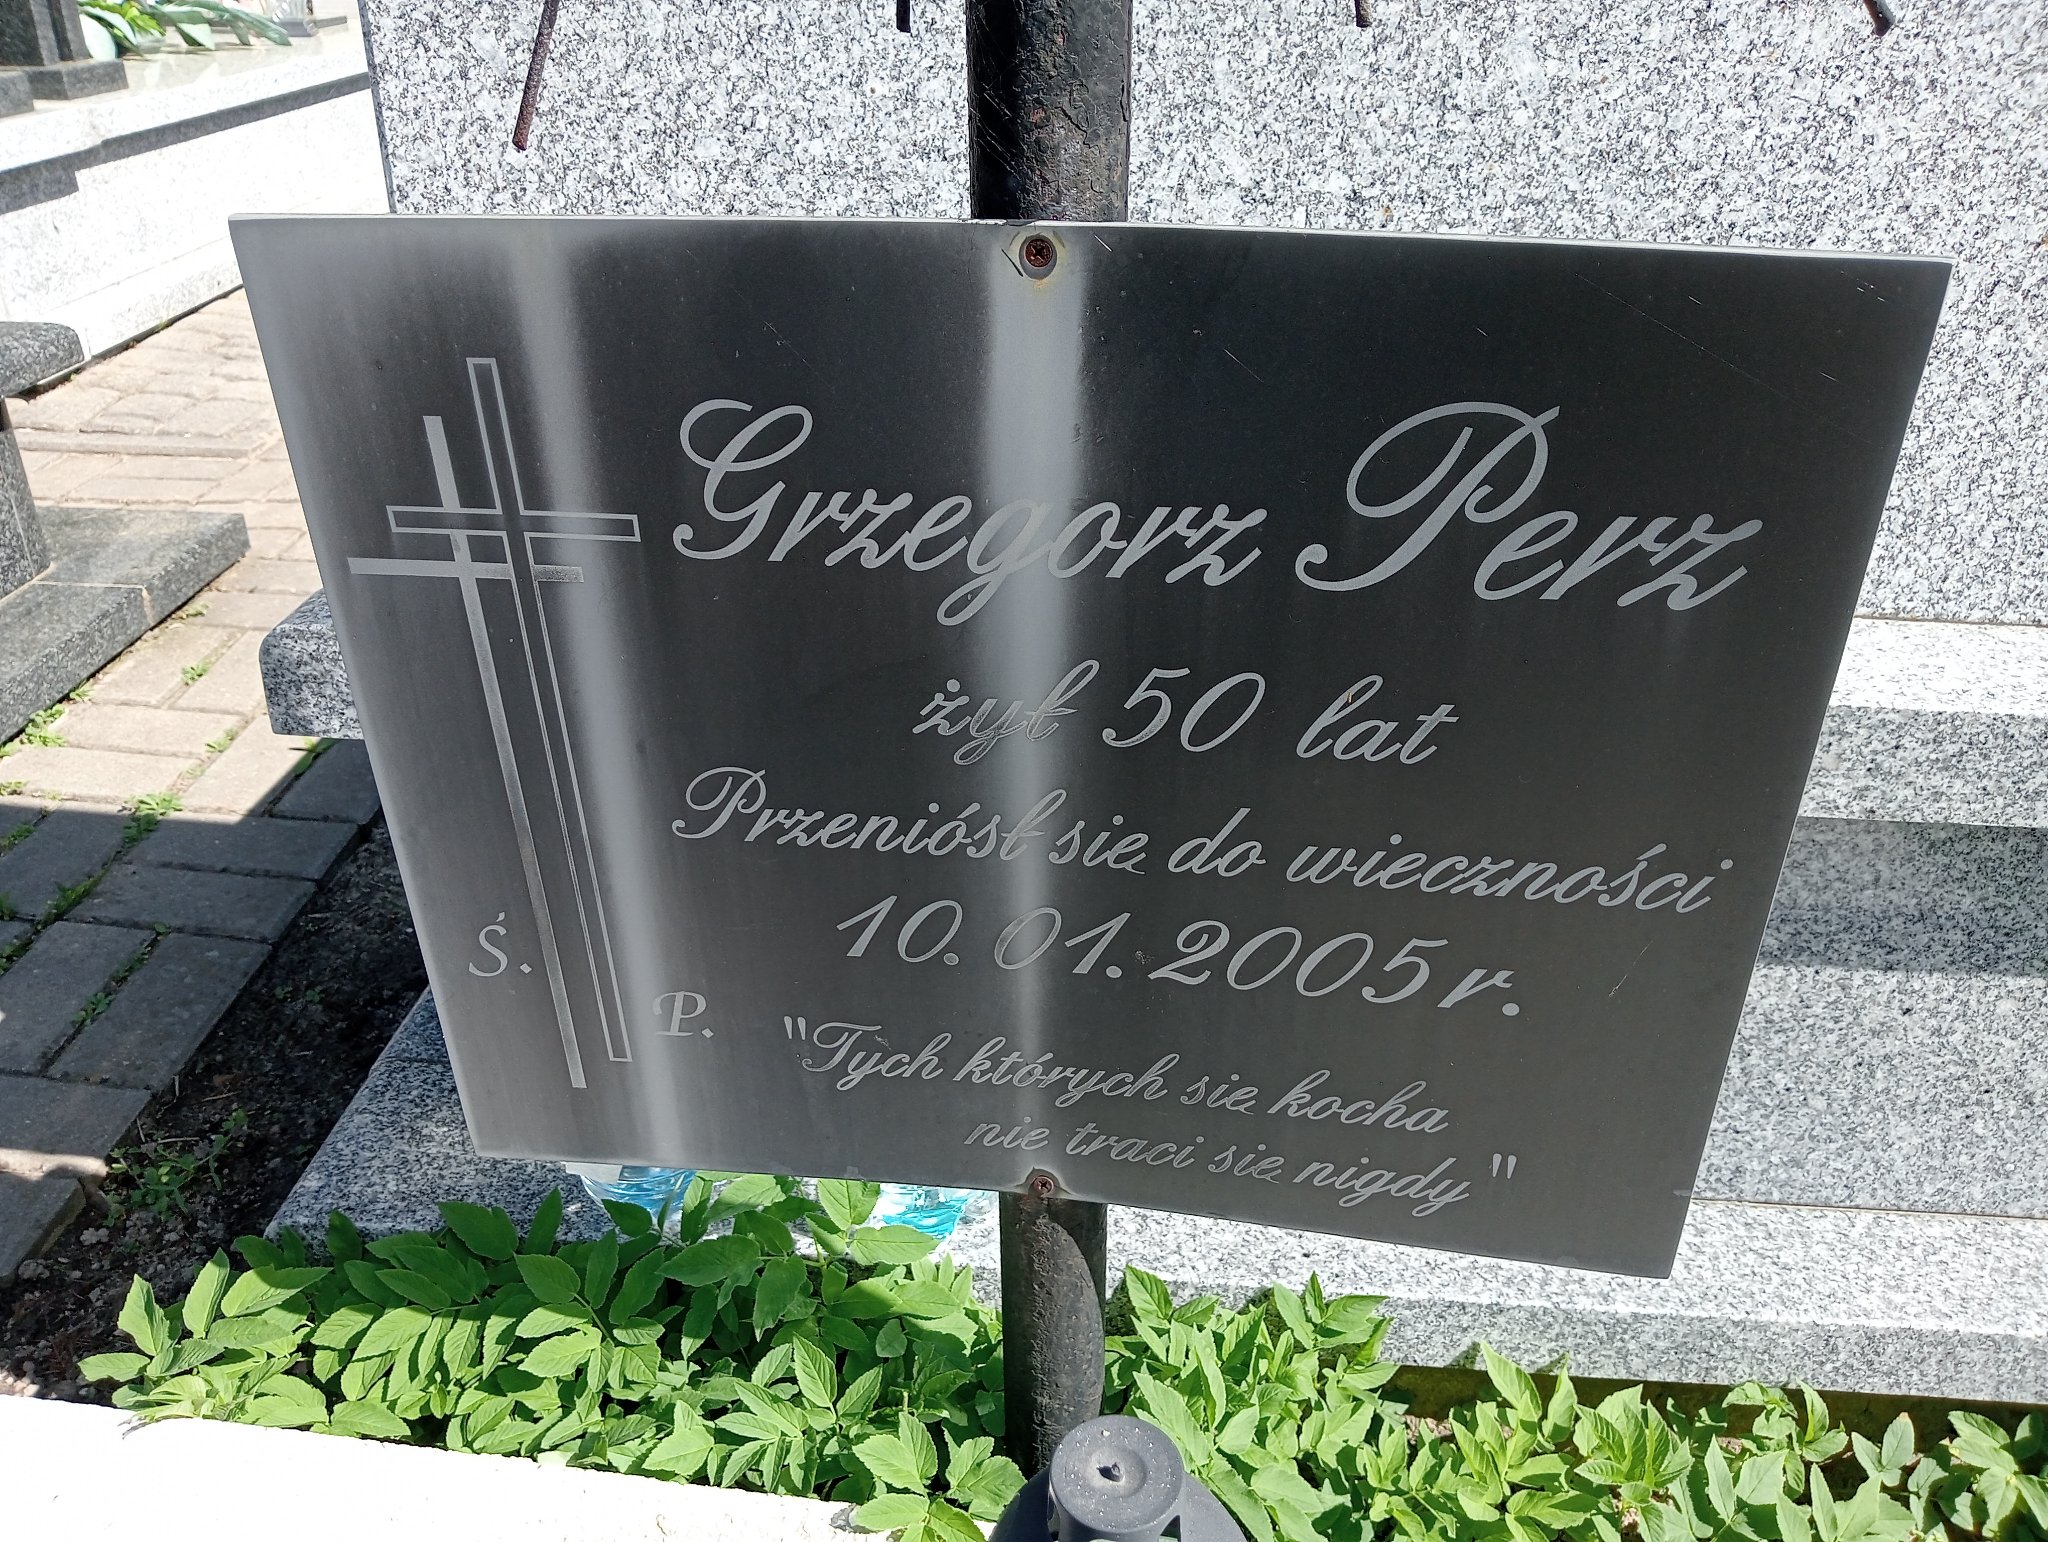 Grzegorz Perz
żył 50 lat
Przeniósł się do wieczności
10.01.2005 r.
Ś. P.
"Tych których się kocha
nie traci się nigdy"